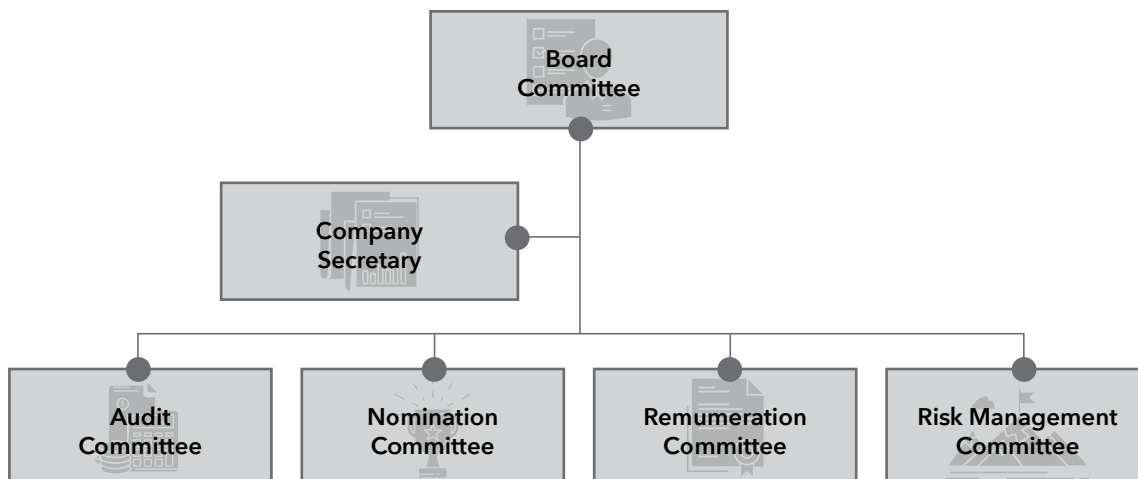 Board
Committee
Company
Secretary
Audit
Committee
Nomination
Committee
Remumeration
Committee
Risk Management
Committee